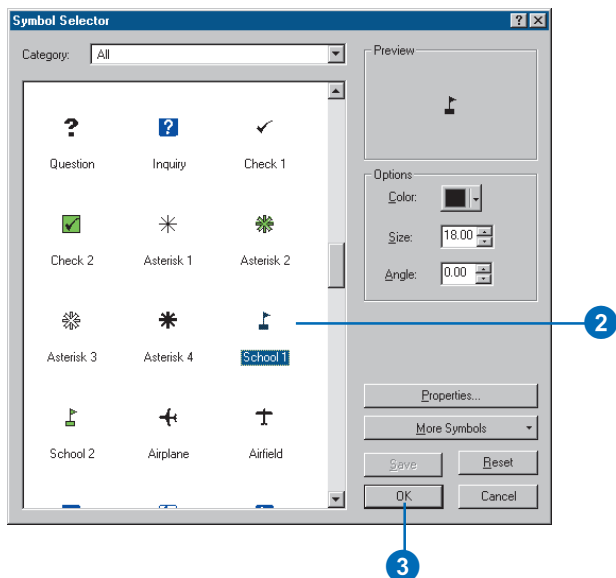 Symbol Selector
Category: All
Question Inquiry Check 1
Check 2 Asterisk 1 Asterisk 2
Asterisk 3 Asterisk 4 School 1
School 2 Airplane Airfield
Preview
Options
Color:
Size: 18.00
Angle: 0.00
Properties...
More Symbols
Save Reset
OK Cancel
2
3